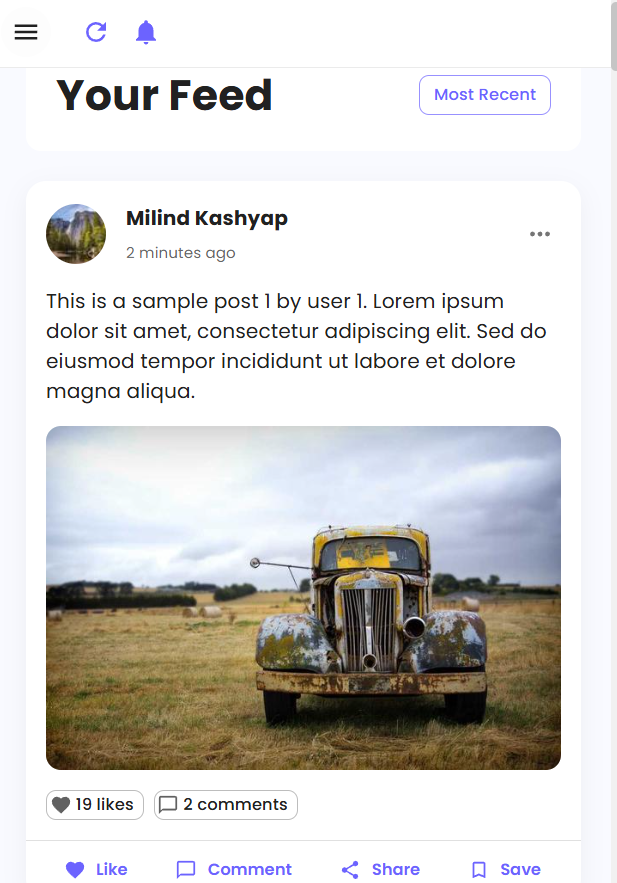 Your Feed
Most Recent
Milind Kashyap
2 minutes ago
This is a sample post 1 by user 1. Lorem ipsum
dolor sit amet, consectetur adipiscing elit. Sed do
eiusmod tempor incididunt ut labore et dolore
magna aliqua.
19 likes
2 comments
Like
Comment
Share
Save